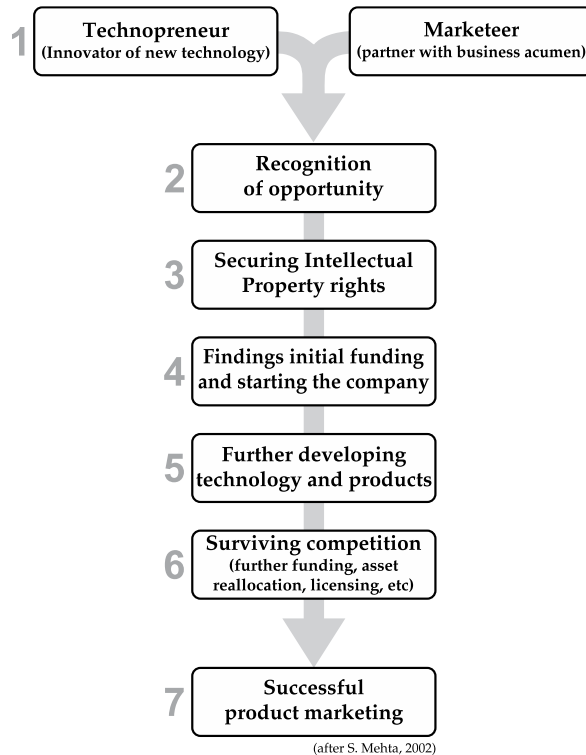 1
Technopreneur
(Innovator of new technology)
Marketeer
(partner with business acumen)
2
Recognition
of opportunity
3
Securing Intellectual
Property rights
4
Findings initial funding
and starting the company
5
Further developing
technology and products
6
Surviving competition
(further funding, asset
reallocation, licensing, etc)
7
Successful
product marketing
(after S. Mehta, 2002)